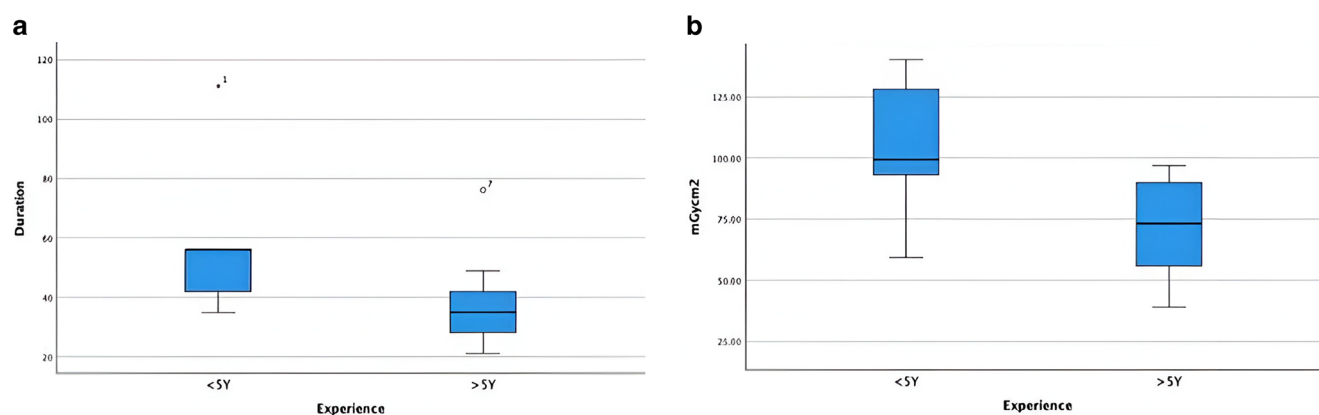 a
120
100
80
60
40
20
Duration
1
7
<5Y
>5Y
Experience
b
125.00
100.00
75.00
50.00
25.00
mGycm2
<5Y
>5Y
Experience